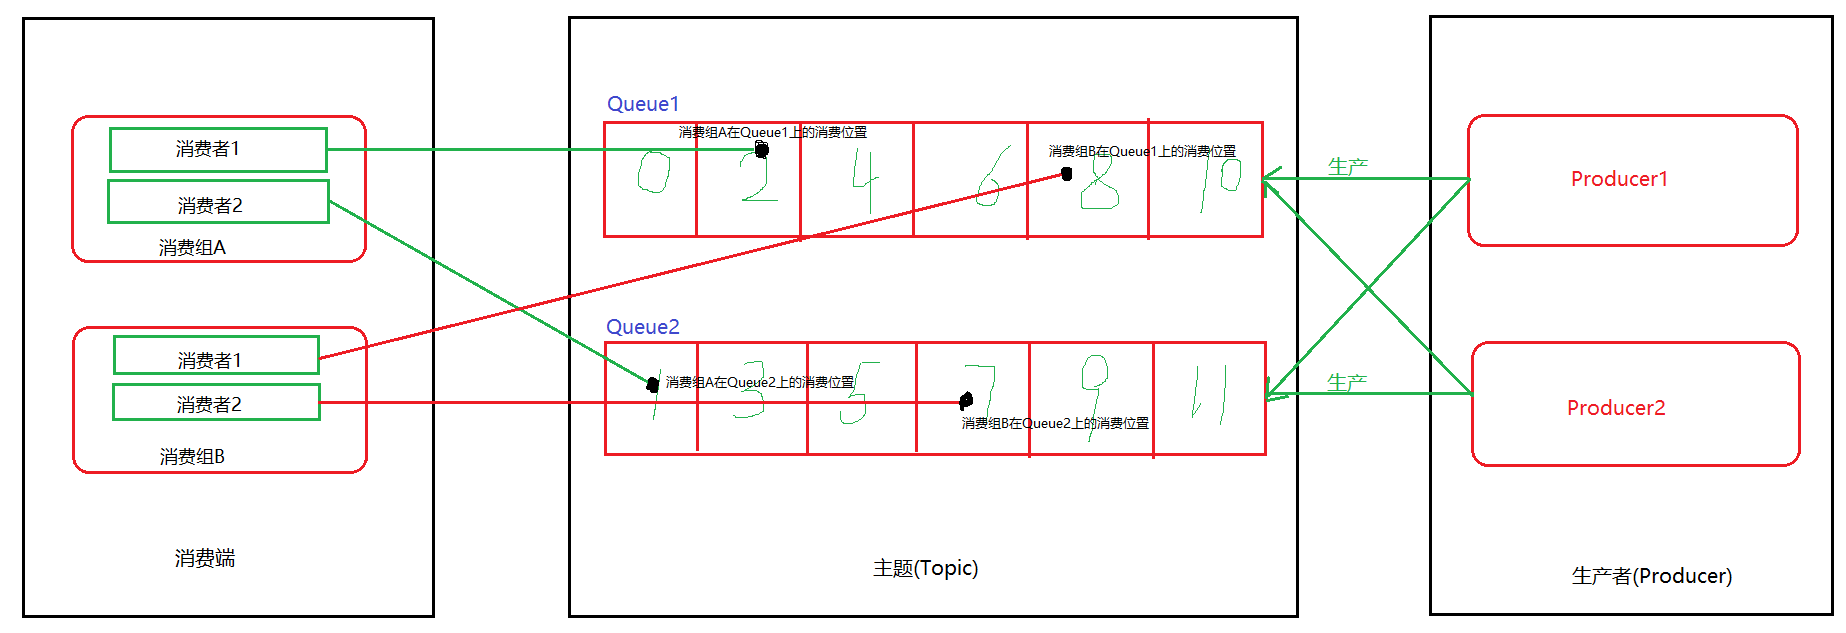 消费者1
消费者2
消费组A
消费者1
消费者2
消费组B
消费端
Queue1
消费组A在Queue1上的消费位置
消费组B在Queue1上的消费位置
0 2 4 6 8 10
Queue2
消费组A在Queue2上的消费位置
1 3 5 7 9 11
消费组B在Queue2上的消费位置
主题(Topic)
生产
生产
Producer1
Producer2
生产者(Producer)